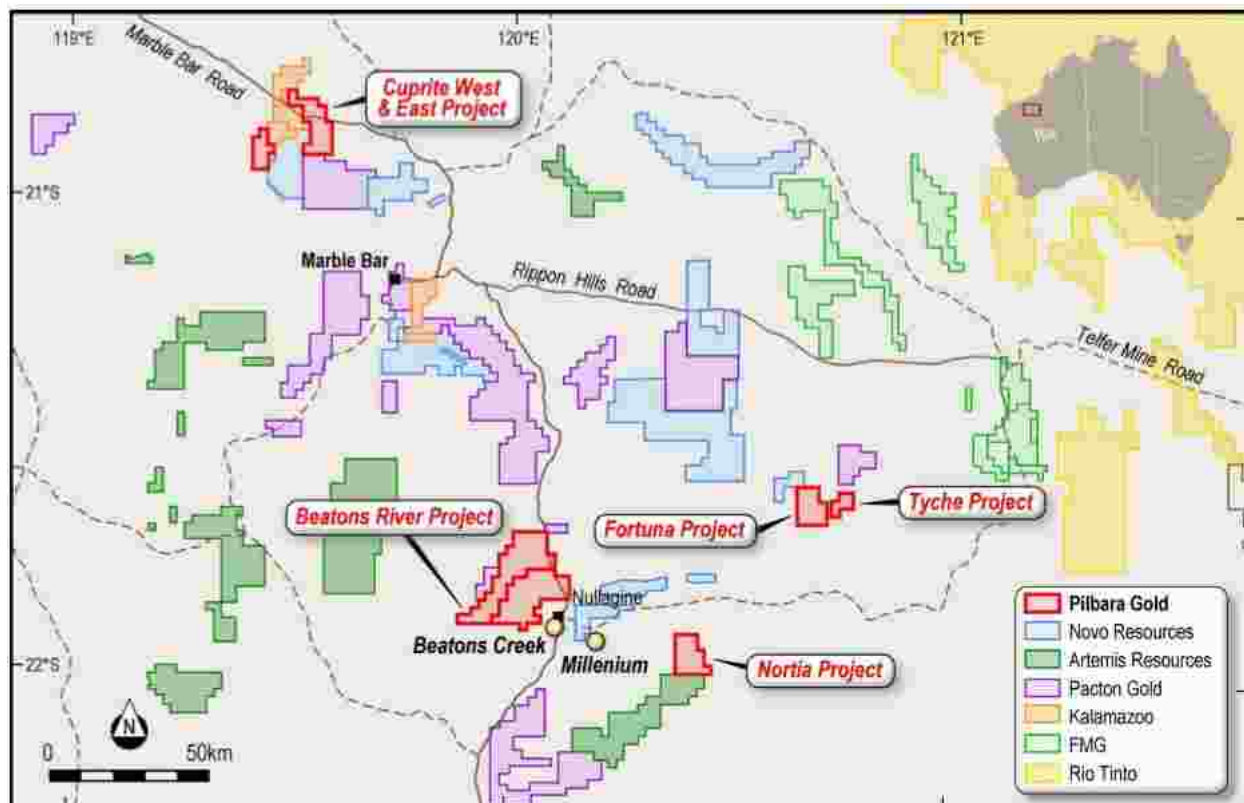 119°E
120°E
121°E
Marble Bar Road
Cuprite West
& East Project
21°S
Marble Bar
Rippon Hills Road
Telfer Mine Road
Beatons River Project
Fortuna Project
Tyche Project
Nullagine
Beatons Creek
Millenium
22°S
Nortia Project
N
0 50km
Pilbara Gold
Novo Resources
Artemis Resources
Pacton Gold
Kalamazoo
FMG
Rio Tinto